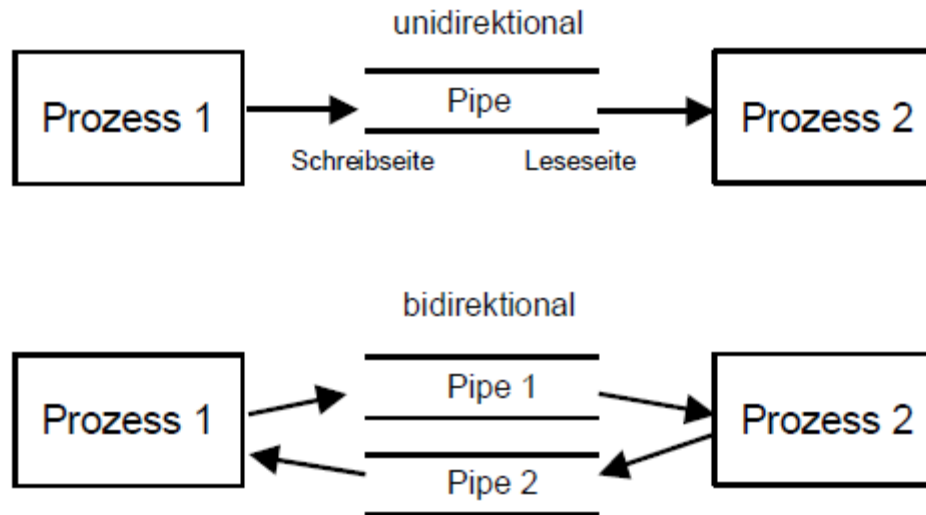 unidirektional
Prozess 1
Pipe
Prozess 2
Schreibseite
Leseseite
bidirektional
Prozess 1
Pipe 1
Prozess 2
Pipe 2